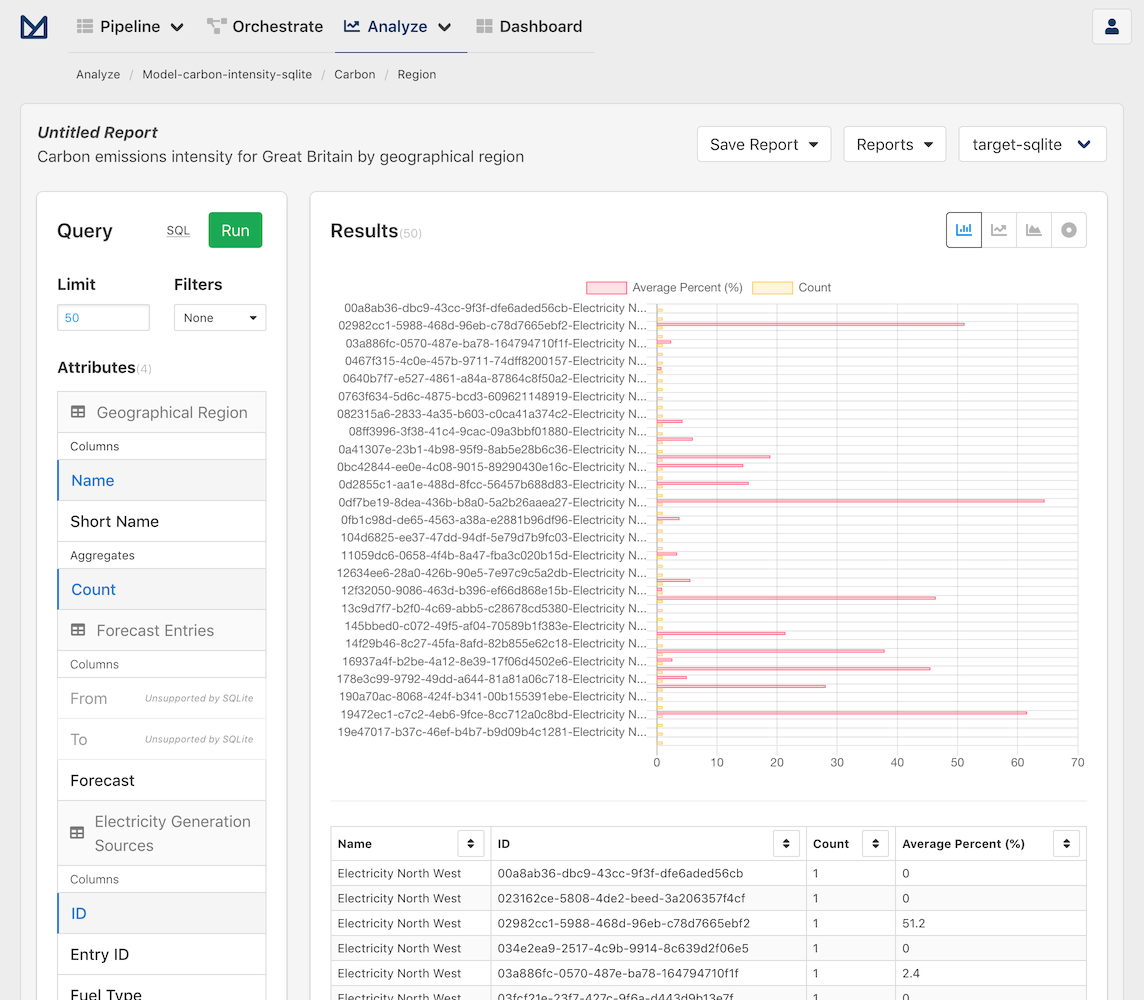 Pipeline Orchestrate Analyze Dashboard
Analyze / Model-carbon-intensity-sqlite / Carbon / Region
Untitled Report
Carbon emissions intensity for Great Britain by geographical region
Save Report Reports target-sqlite
Query SQL Run
Limit Filters
50 None
Attributes(4)
Geographical Region
Columns
Name
Short Name
Aggregates
Count
Forecast Entries
Columns
From Unsupported by SQLite
To Unsupported by SQLite
Forecast
Electricity Generation
Sources
Columns
ID
Entry ID
Fuel Type
Results(50)
Average Percent (%) Count
00a8ab36-dbc9-43cc-9f3f-dfe6aded56cb-Electricity N...
02982cc1-5988-468d-96eb-c78d7665ebf2-Electricity N...
03a886fc-0570-487e-ba78-164794710f1f-Electricity N...
0467f315-4c0e-457b-9711-74dff8200157-Electricity N...
0640b7f7-e527-4861-a84a-87864c8f50a2-Electricity N...
0763f634-5d6c-4875-bcd3-609621148919-Electricity N...
082315a6-2833-4a35-b603-c0ca41a374c2-Electricity N...
08ff3996-3f38-41c4-9cac-09a3bbf01880-Electricity N...
0a41307e-23b1-4b98-95f9-8ab5e28b6c36-Electricity N...
0bc42844-ee0e-4c08-9015-89290430e16c-Electricity N...
0d2855c1-aa1e-488d-8fcc-56457b688d83-Electricity N...
0df7be19-8dea-436b-b8a0-5a2b26aaea27-Electricity N...
0fb1c98d-de65-4563-a38a-e2881b96df96-Electricity N...
104d6825-ee37-47dd-94df-5e79d7b9fc03-Electricity N...
11059dc6-0658-4f4b-8a47-fba3c020b15d-Electricity N...
12634ee6-28a0-426b-90e5-7e97c9c5a2db-Electricity N...
12f32050-9086-463d-b396-ef66d868e15b-Electricity N...
13c9d7f7-b2f0-4c69-abb5-c28678cd5380-Electricity N...
145bbed0-c072-49f5-af04-70589b1f383e-Electricity N...
14f29b46-8c27-45fa-8afd-82b855e62c18-Electricity N...
16937a4f-b2be-4a12-8e39-17f06d4502e6-Electricity N...
178e3c99-9792-49dd-a644-81a81a06c718-Electricity N...
190a70ac-8068-424f-b341-00b155391ebe-Electricity N...
19472ec1-c7c2-4eb6-9fce-8cc712a0c8bd-Electricity N...
19e47017-b37c-46ef-b4b7-b9d09b4c1281-Electricity N...
0 10 20 30 40 50 60 70
Name ID Count Average Percent (%)
Electricity North West 00a8ab36-dbc9-43cc-9f3f-dfe6aded56cb 1 0
Electricity North West 023162ce-5808-4de2-beed-3a206357f4cf 1 0
Electricity North West 02982cc1-5988-468d-96eb-c78d7665ebf2 1 51.2
Electricity North West 034e2ea9-2517-4c9b-9914-8c639d2f06e5 1 0
Electricity North West 03a886fc-0570-487e-ba78-164794710f1f 1 2.4
Electricity North West 03fcf21e-23f7-427c-9f6a-d443d9b13e7f 1 0